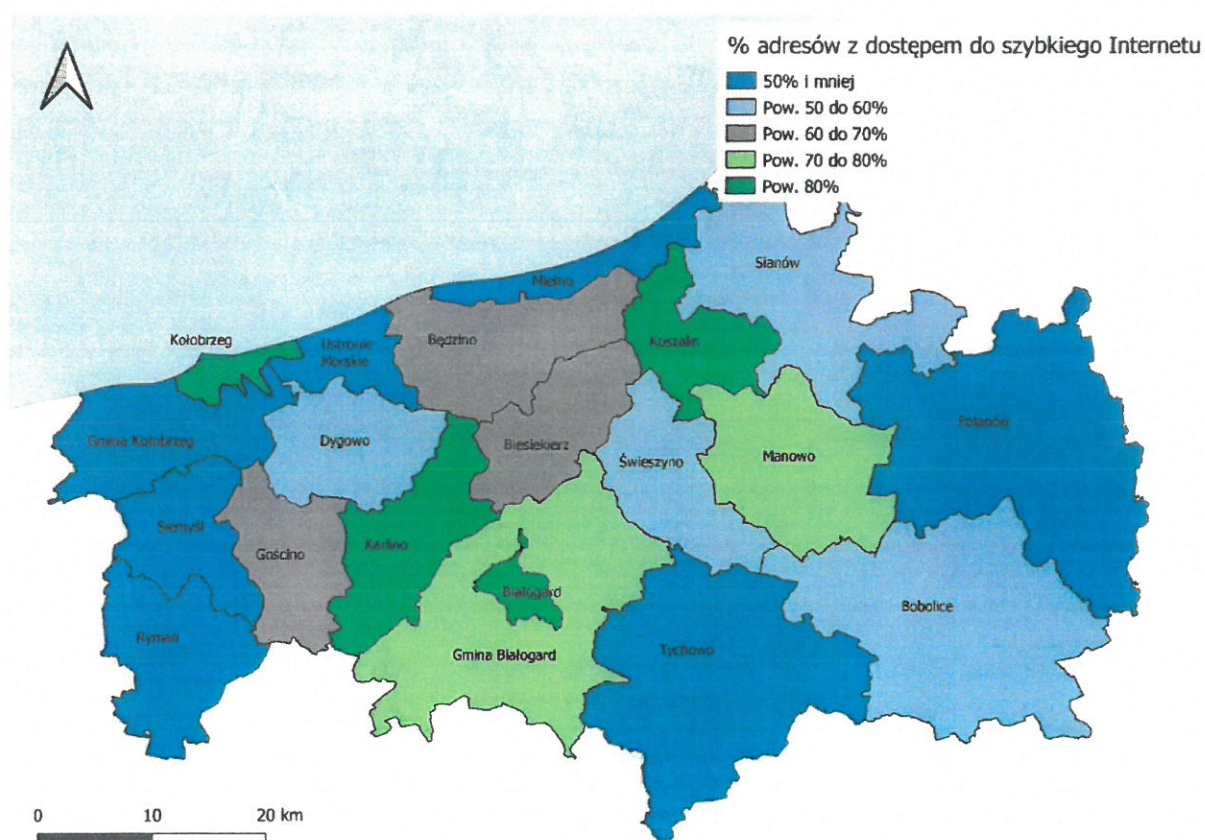 % adresów z dostępem do szybkiego Internetu
50% i mniej
Pow. 50 do 60%
Pow. 60 do 70%
Pow. 70 do 80%
Pow. 80%
Sianów
Mielno
Kołobrzeg
Ustronie
Morskie
Będzino
Koszalin
Polanów
Gmina Kołobrzeg
Dygowo
Biesiekierz
Świeszyno
Manowo
Siemyśl
Gościno
Karlino
Białogard
Bobolice
Rymań
Gmina Białogard
Tychowo
0 10 20 km